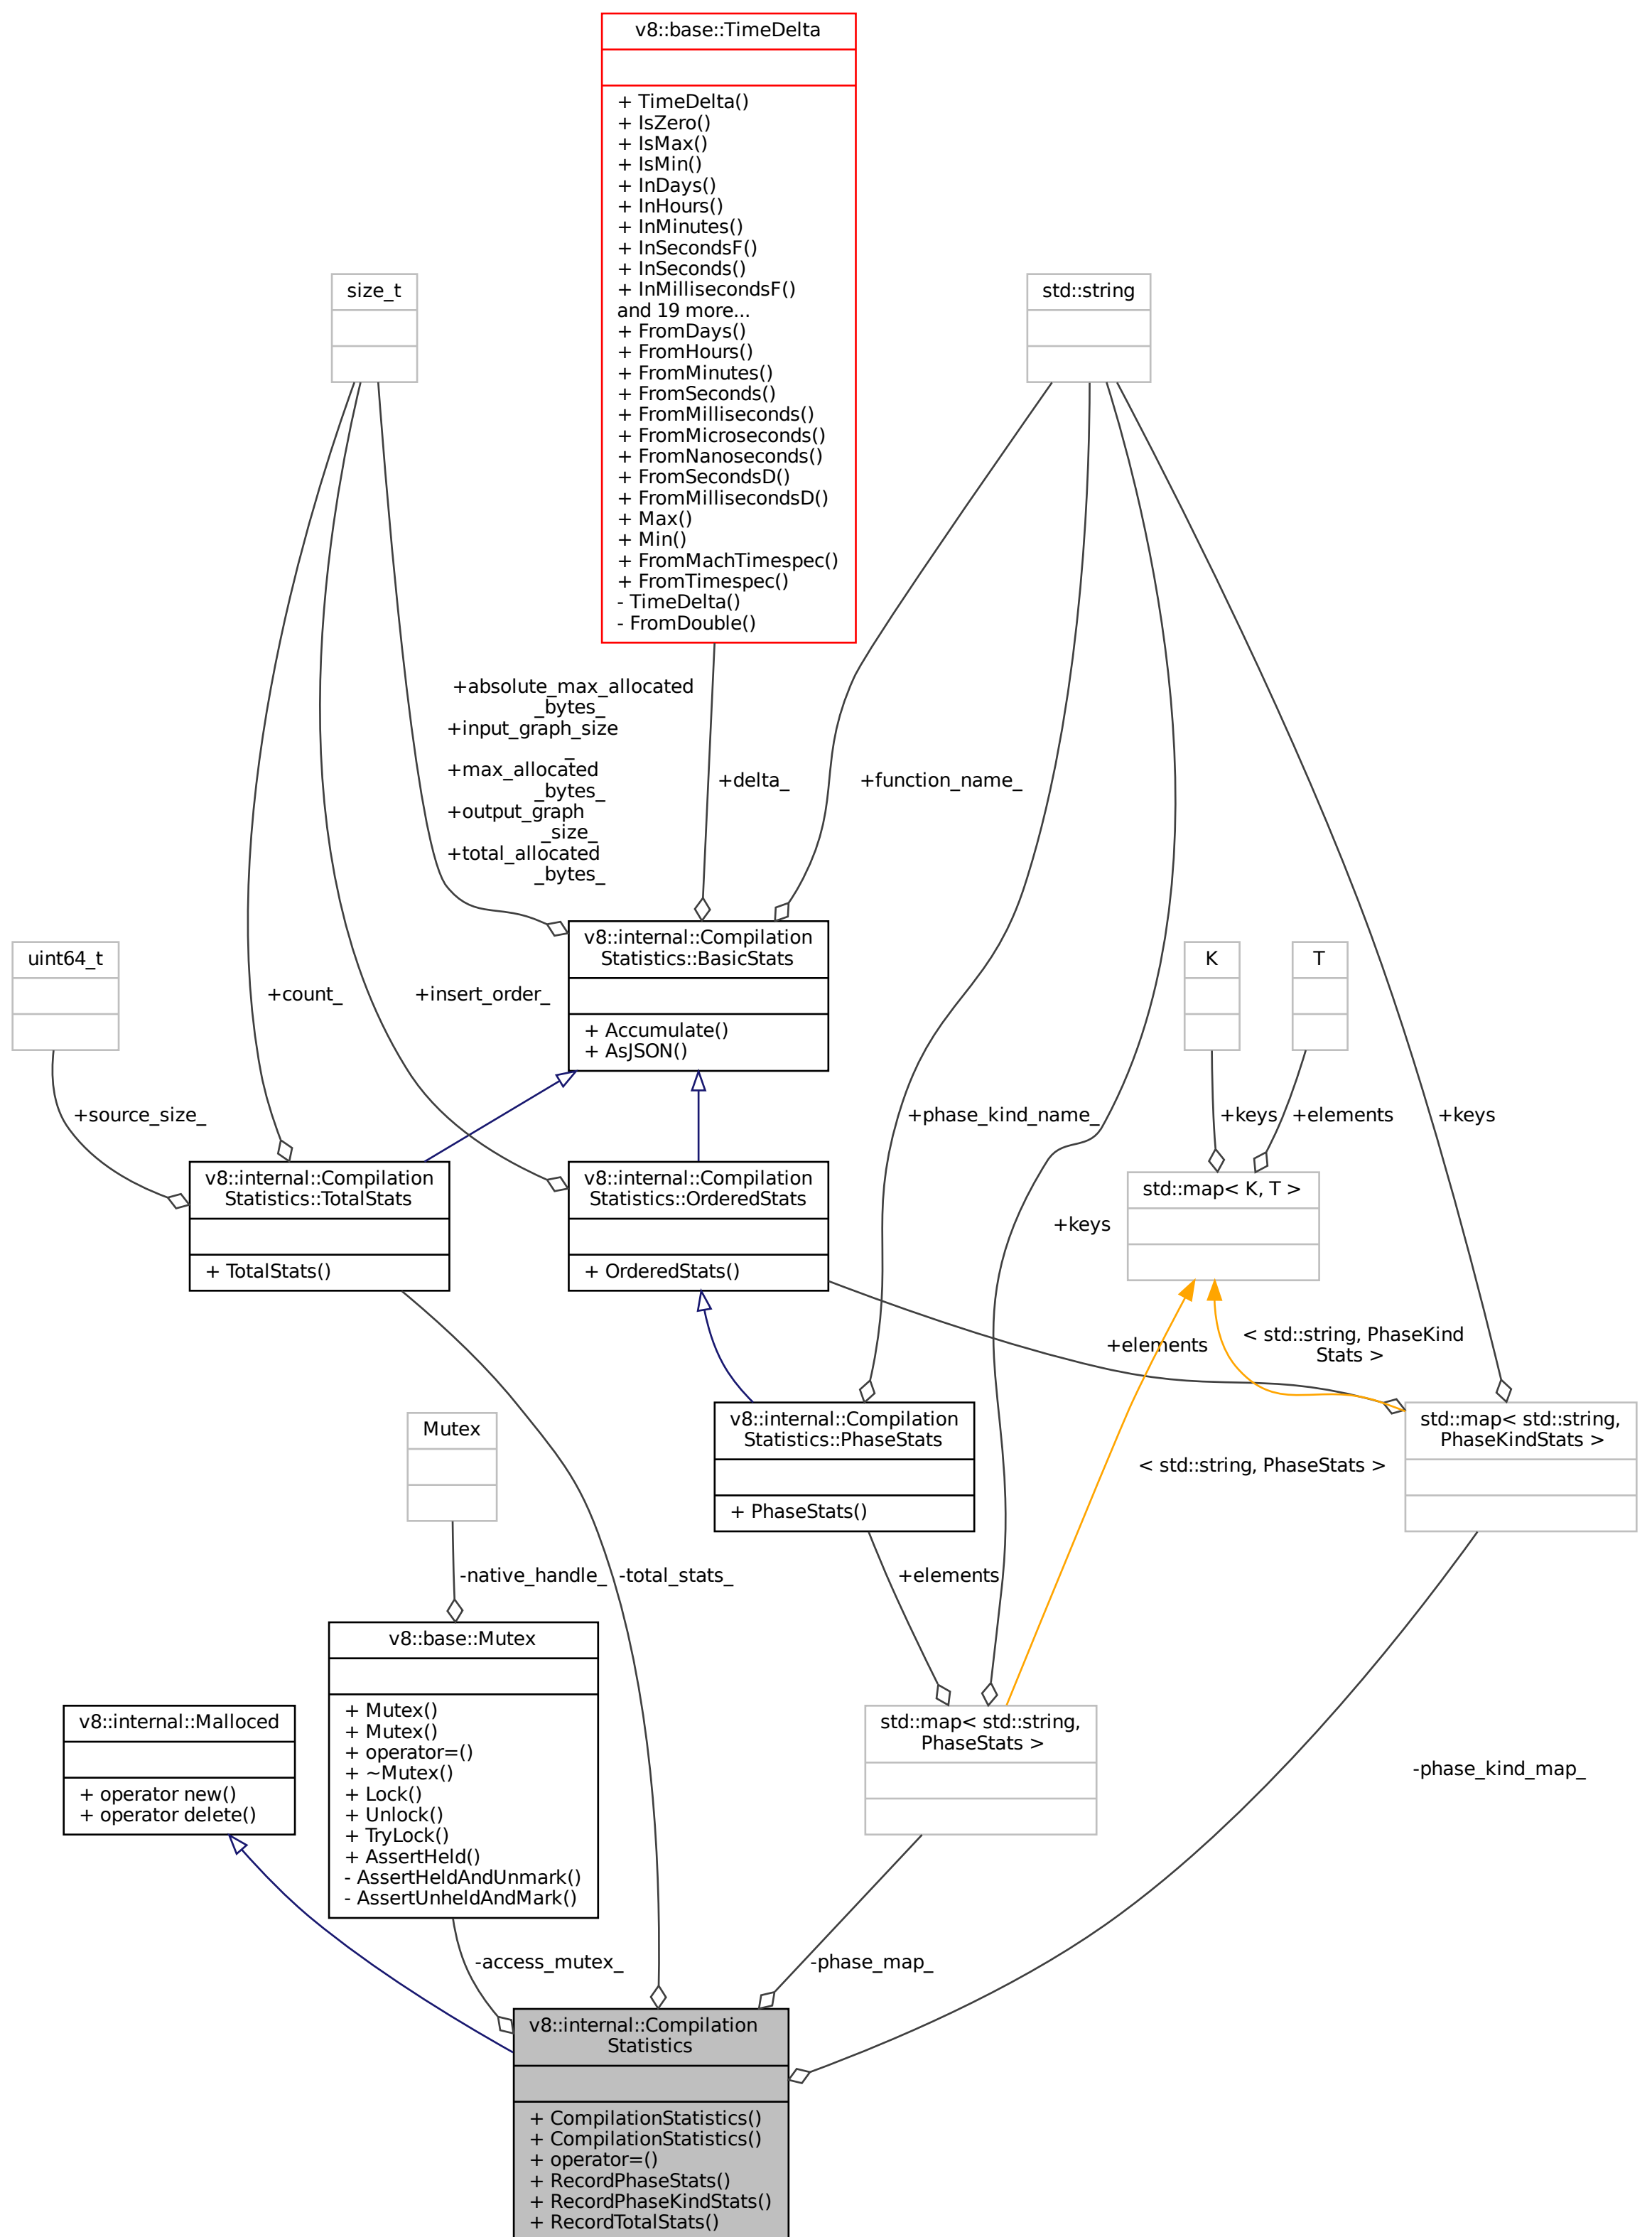 v8::base::TimeDelta
+ TimeDelta()
+ IsZero()
+ IsMax()
+ IsMin()
+ InDays()
+ InHours()
+ InMinutes()
+ InSecondsF()
+ InSeconds()
+ InMillisecondsF()
and 19 more...
+ FromDays()
+ FromHours()
+ FromMinutes()
+ FromSeconds()
+ FromMilliseconds()
+ FromMicroseconds()
+ FromNanoseconds()
+ FromSecondsD()
+ FromMillisecondsD()
+ Max()
+ Min()
+ FromMachTimespec()
+ FromTimespec()
- TimeDelta()
- FromDouble()
size_t
std::string
+absolute_max_allocated
_bytes_
+input_graph_size
_
+max_allocated
_bytes_
+output_graph
_size_
+total_allocated
_bytes_
+delta_
+function_name_
v8::internal::Compilation
Statistics::BasicStats
+ Accumulate()
+ AsJSON()
uint64_t
K
T
+count_
+insert_order_
+source_size_
+phase_kind_name_
+keys
+elements
+keys
v8::internal::Compilation
Statistics::TotalStats
+ TotalStats()
v8::internal::Compilation
Statistics::OrderedStats
+ OrderedStats()
std::map< K, T >
+keys
+elements
< std::string, PhaseKind
Stats >
Mutex
v8::internal::Compilation
Statistics::PhaseStats
+ PhaseStats()
< std::string, PhaseStats >
std::map< std::string,
PhaseKindStats >
-native_handle_
-total_stats_
+elements
v8::base::Mutex
+ Mutex()
+ Mutex()
+ operator=()
+ ~Mutex()
+ Lock()
+ Unlock()
+ TryLock()
+ AssertHeld()
- AssertHeldAndUnmark()
- AssertUnheldAndMark()
v8::internal::Malloced
+ operator new()
+ operator delete()
std::map< std::string,
PhaseStats >
-phase_kind_map_
-access_mutex_
-phase_map_
v8::internal::Compilation
Statistics
+ CompilationStatistics()
+ CompilationStatistics()
+ operator=()
+ RecordPhaseStats()
+ RecordPhaseKindStats()
+ RecordTotalStats()